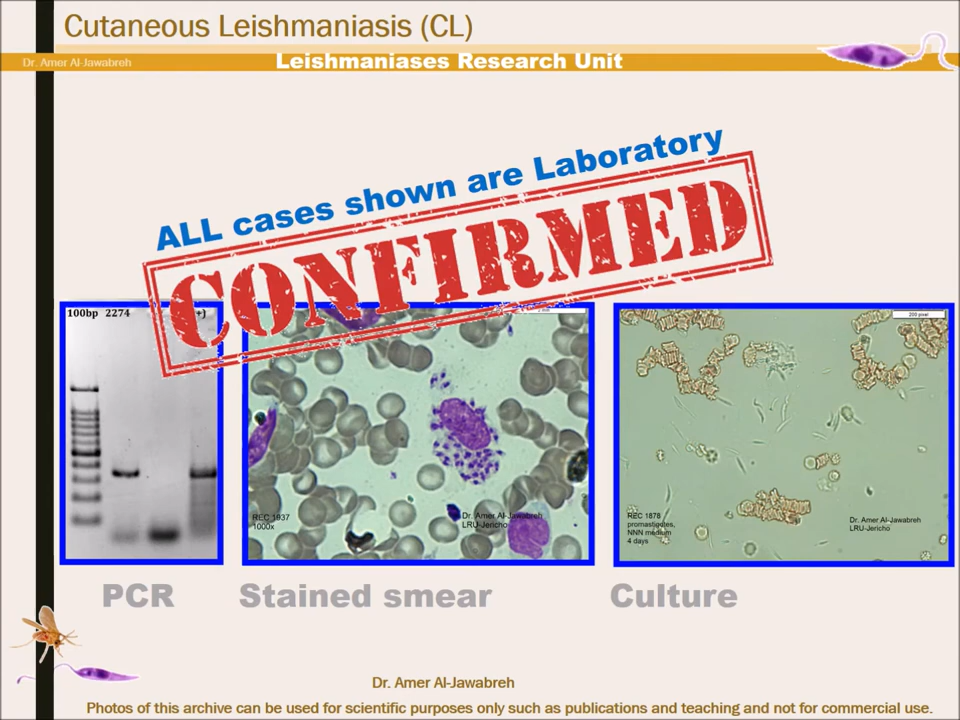 Cutaneous Leishmaniasis (CL)
Dr. Amer Al-Jawabreh
Leishmaniases Research Unit
ALL cases shown are Laboratory
CONFIRMED
100bp 2274 +)
REC 1937
1000x
Dr. Amer Al-Jawabreh
LRU-Jericho
200 pixel
REC 1878
promastigotes,
NNN medium
4 days
Dr. Amer Al-Jawabreh
LRU-Jericho
PCR
Stained smear
Culture
Dr. Amer Al-Jawabreh
Photos of this archive can be used for scientific purposes only such as publications and teaching and not for commercial use.